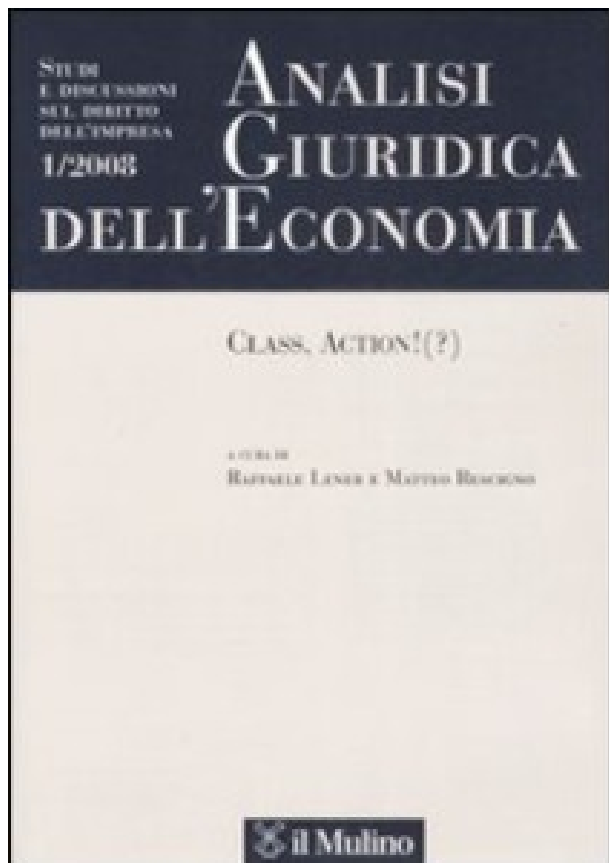 STUDI
E DISCUSSIONI
SUL DIRITTO
DELL'IMPRESA
1/2008
ANALISI
GIURIDICA
DELL'ECONOMIA
CLASS, ACTION!(?)
A CURA DI
RAFFAELE LENER E MATTEO RESCIGNO
il Mulino